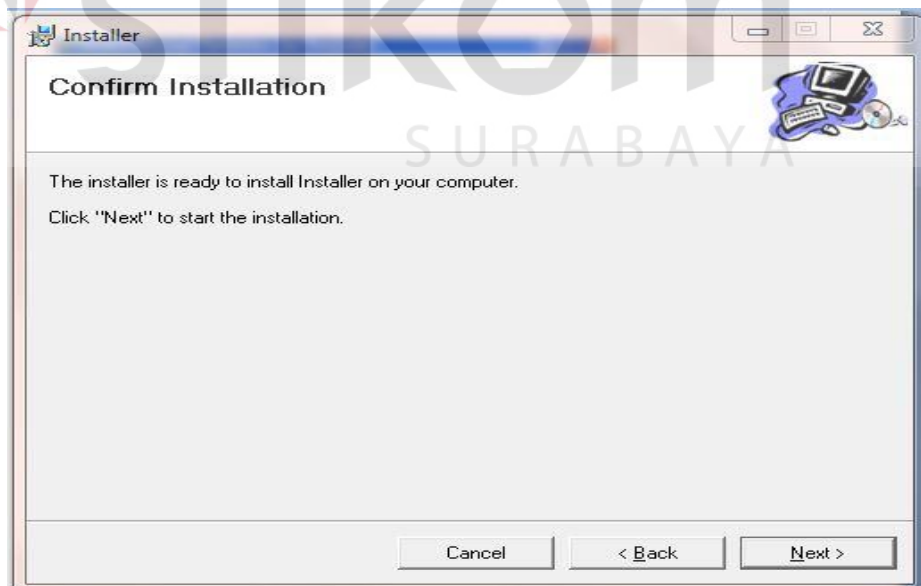 stikom
Installer
Confirm Installation
SURABAYA
The installer is ready to install Installer on your computer.
Click "Next" to start the installation.
Cancel
< Back
Next >